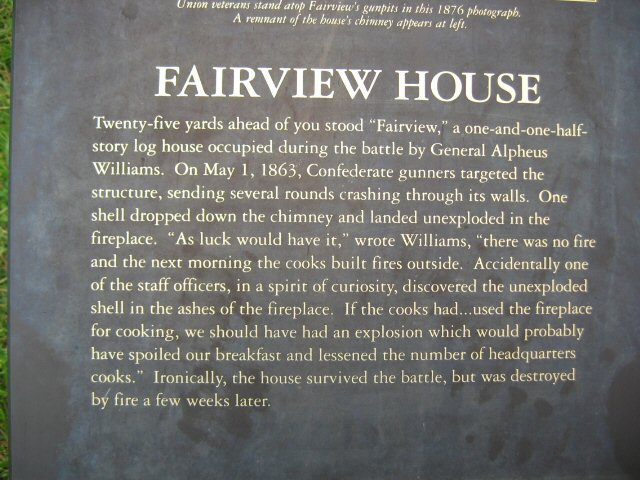 Union veterans stand atop Fairview's gunpits in this 1876 photograph.
A remnant of the house's chimney appears at left.
FAIRVIEW HOUSE
Twenty-five yards ahead of you stood "Fairview," a one-and-one-half-
story log house occupied during the battle by General Alpheus
Williams. On May 1, 1863, Confederate gunners targeted the
structure, sending several rounds crashing through its walls. One
shell dropped down the chimney and landed unexploded in the
fireplace. "As luck would have it," wrote Williams, "there was no fire
and the next morning the cooks built fires outside. Accidentally one
of the staff officers, in a spirit of curiosity, discovered the unexploded
shell in the ashes of the fireplace. If the cooks had...used the fireplace
for cooking, we should have had an explosion which would probably
have spoiled our breakfast and lessened the number of headquarters
cooks." Ironically, the house survived the battle, but was destroyed
by fire a few weeks later.